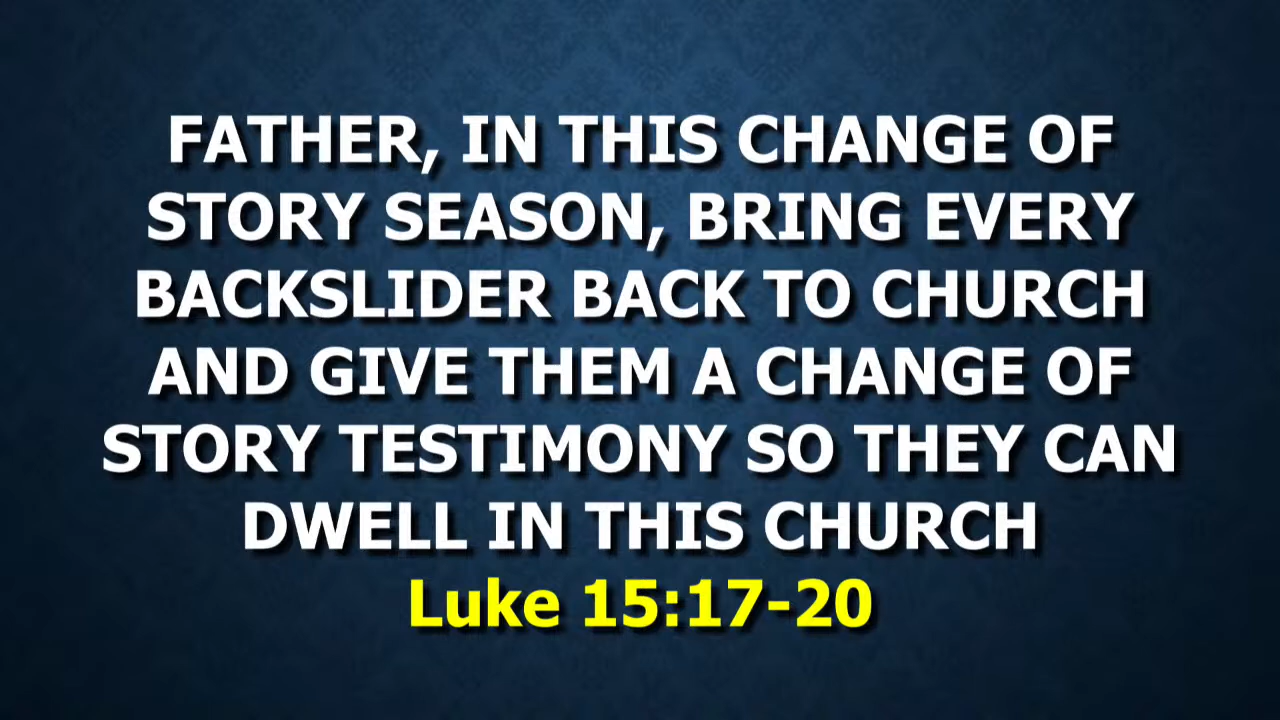 FATHER, IN THIS CHANGE OF
STORY SEASON, BRING EVERY
BACKSLIDER BACK TO CHURCH
AND GIVE THEM A CHANGE OF
STORY TESTIMONY SO THEY CAN
DWELL IN THIS CHURCH
Luke 15:17-20